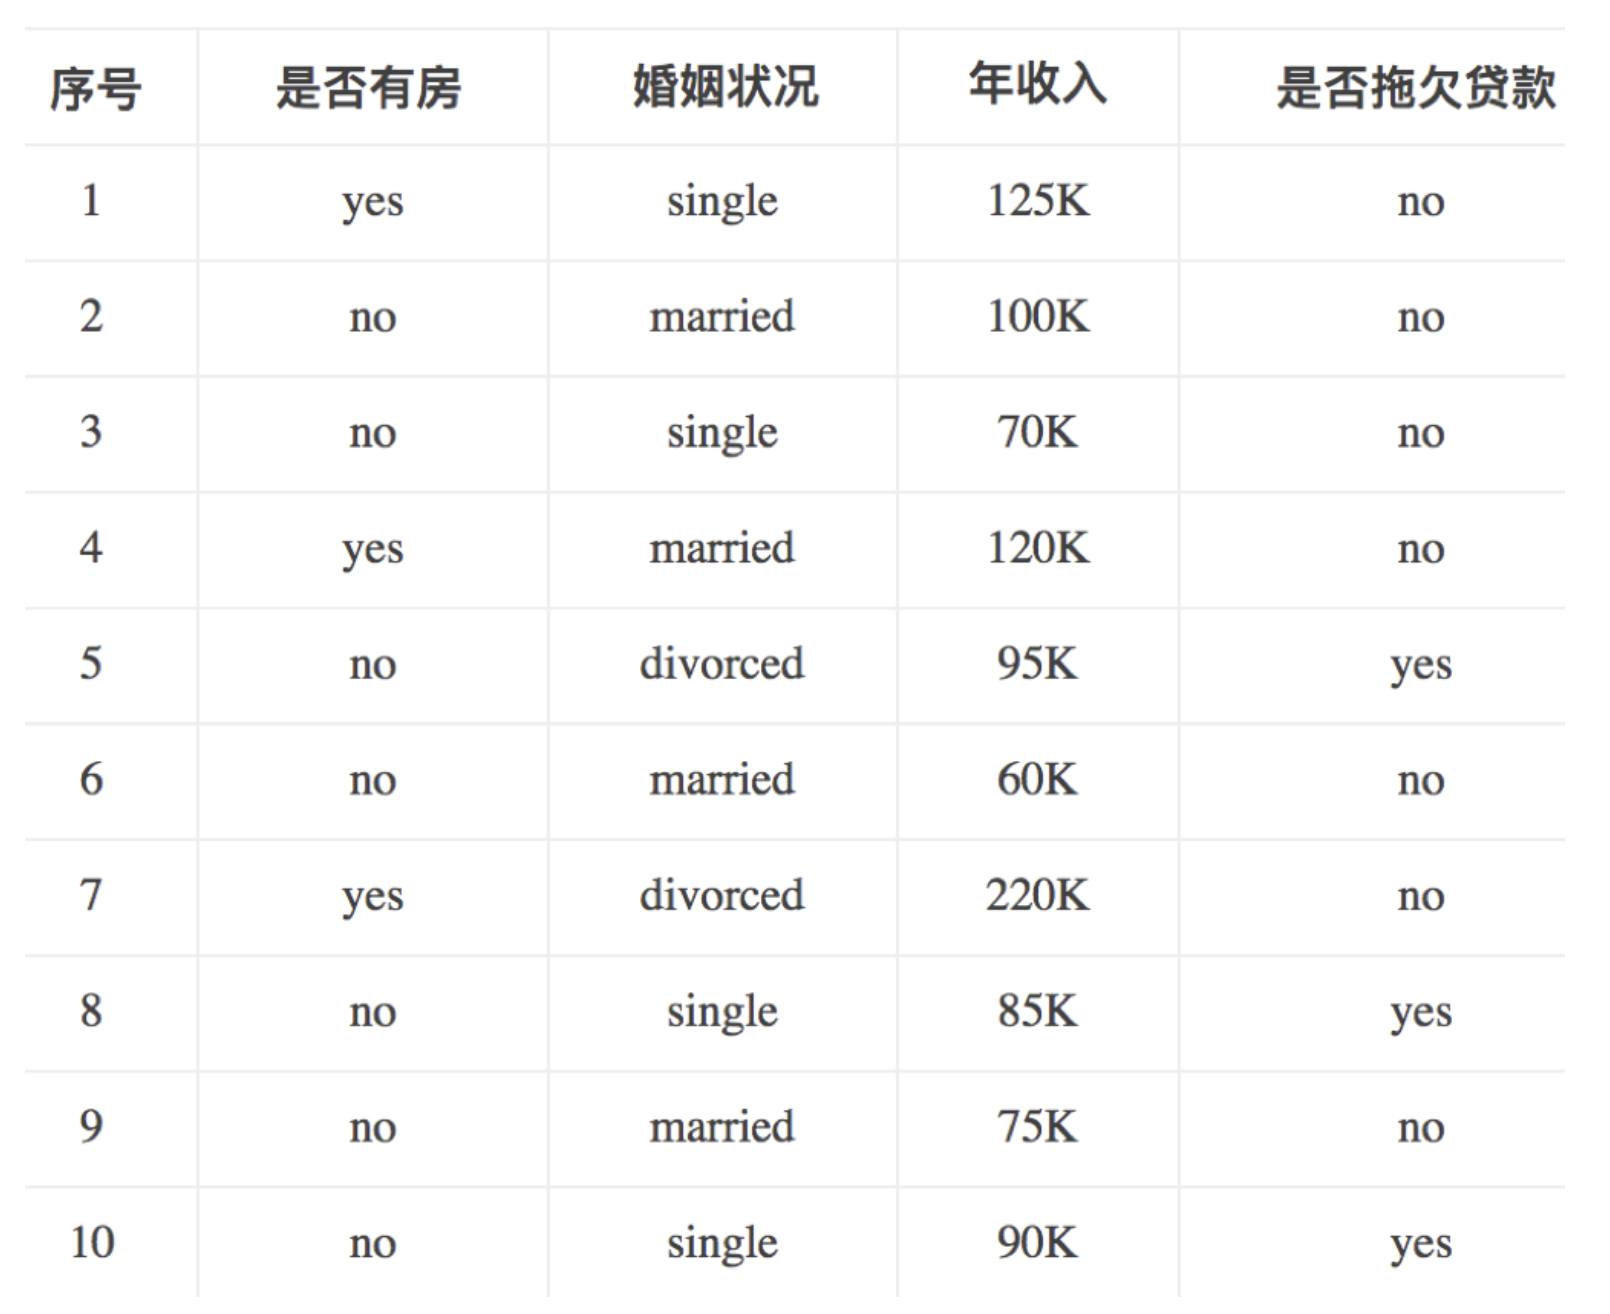 序号 是否有房 婚姻状况 年收入 是否拖欠贷款
1 yes single 125K no
2 no married 100K no
3 no single 70K no
4 yes married 120K no
5 no divorced 95K yes
6 no married 60K no
7 yes divorced 220K no
8 no single 85K yes
9 no married 75K no
10 no single 90K yes